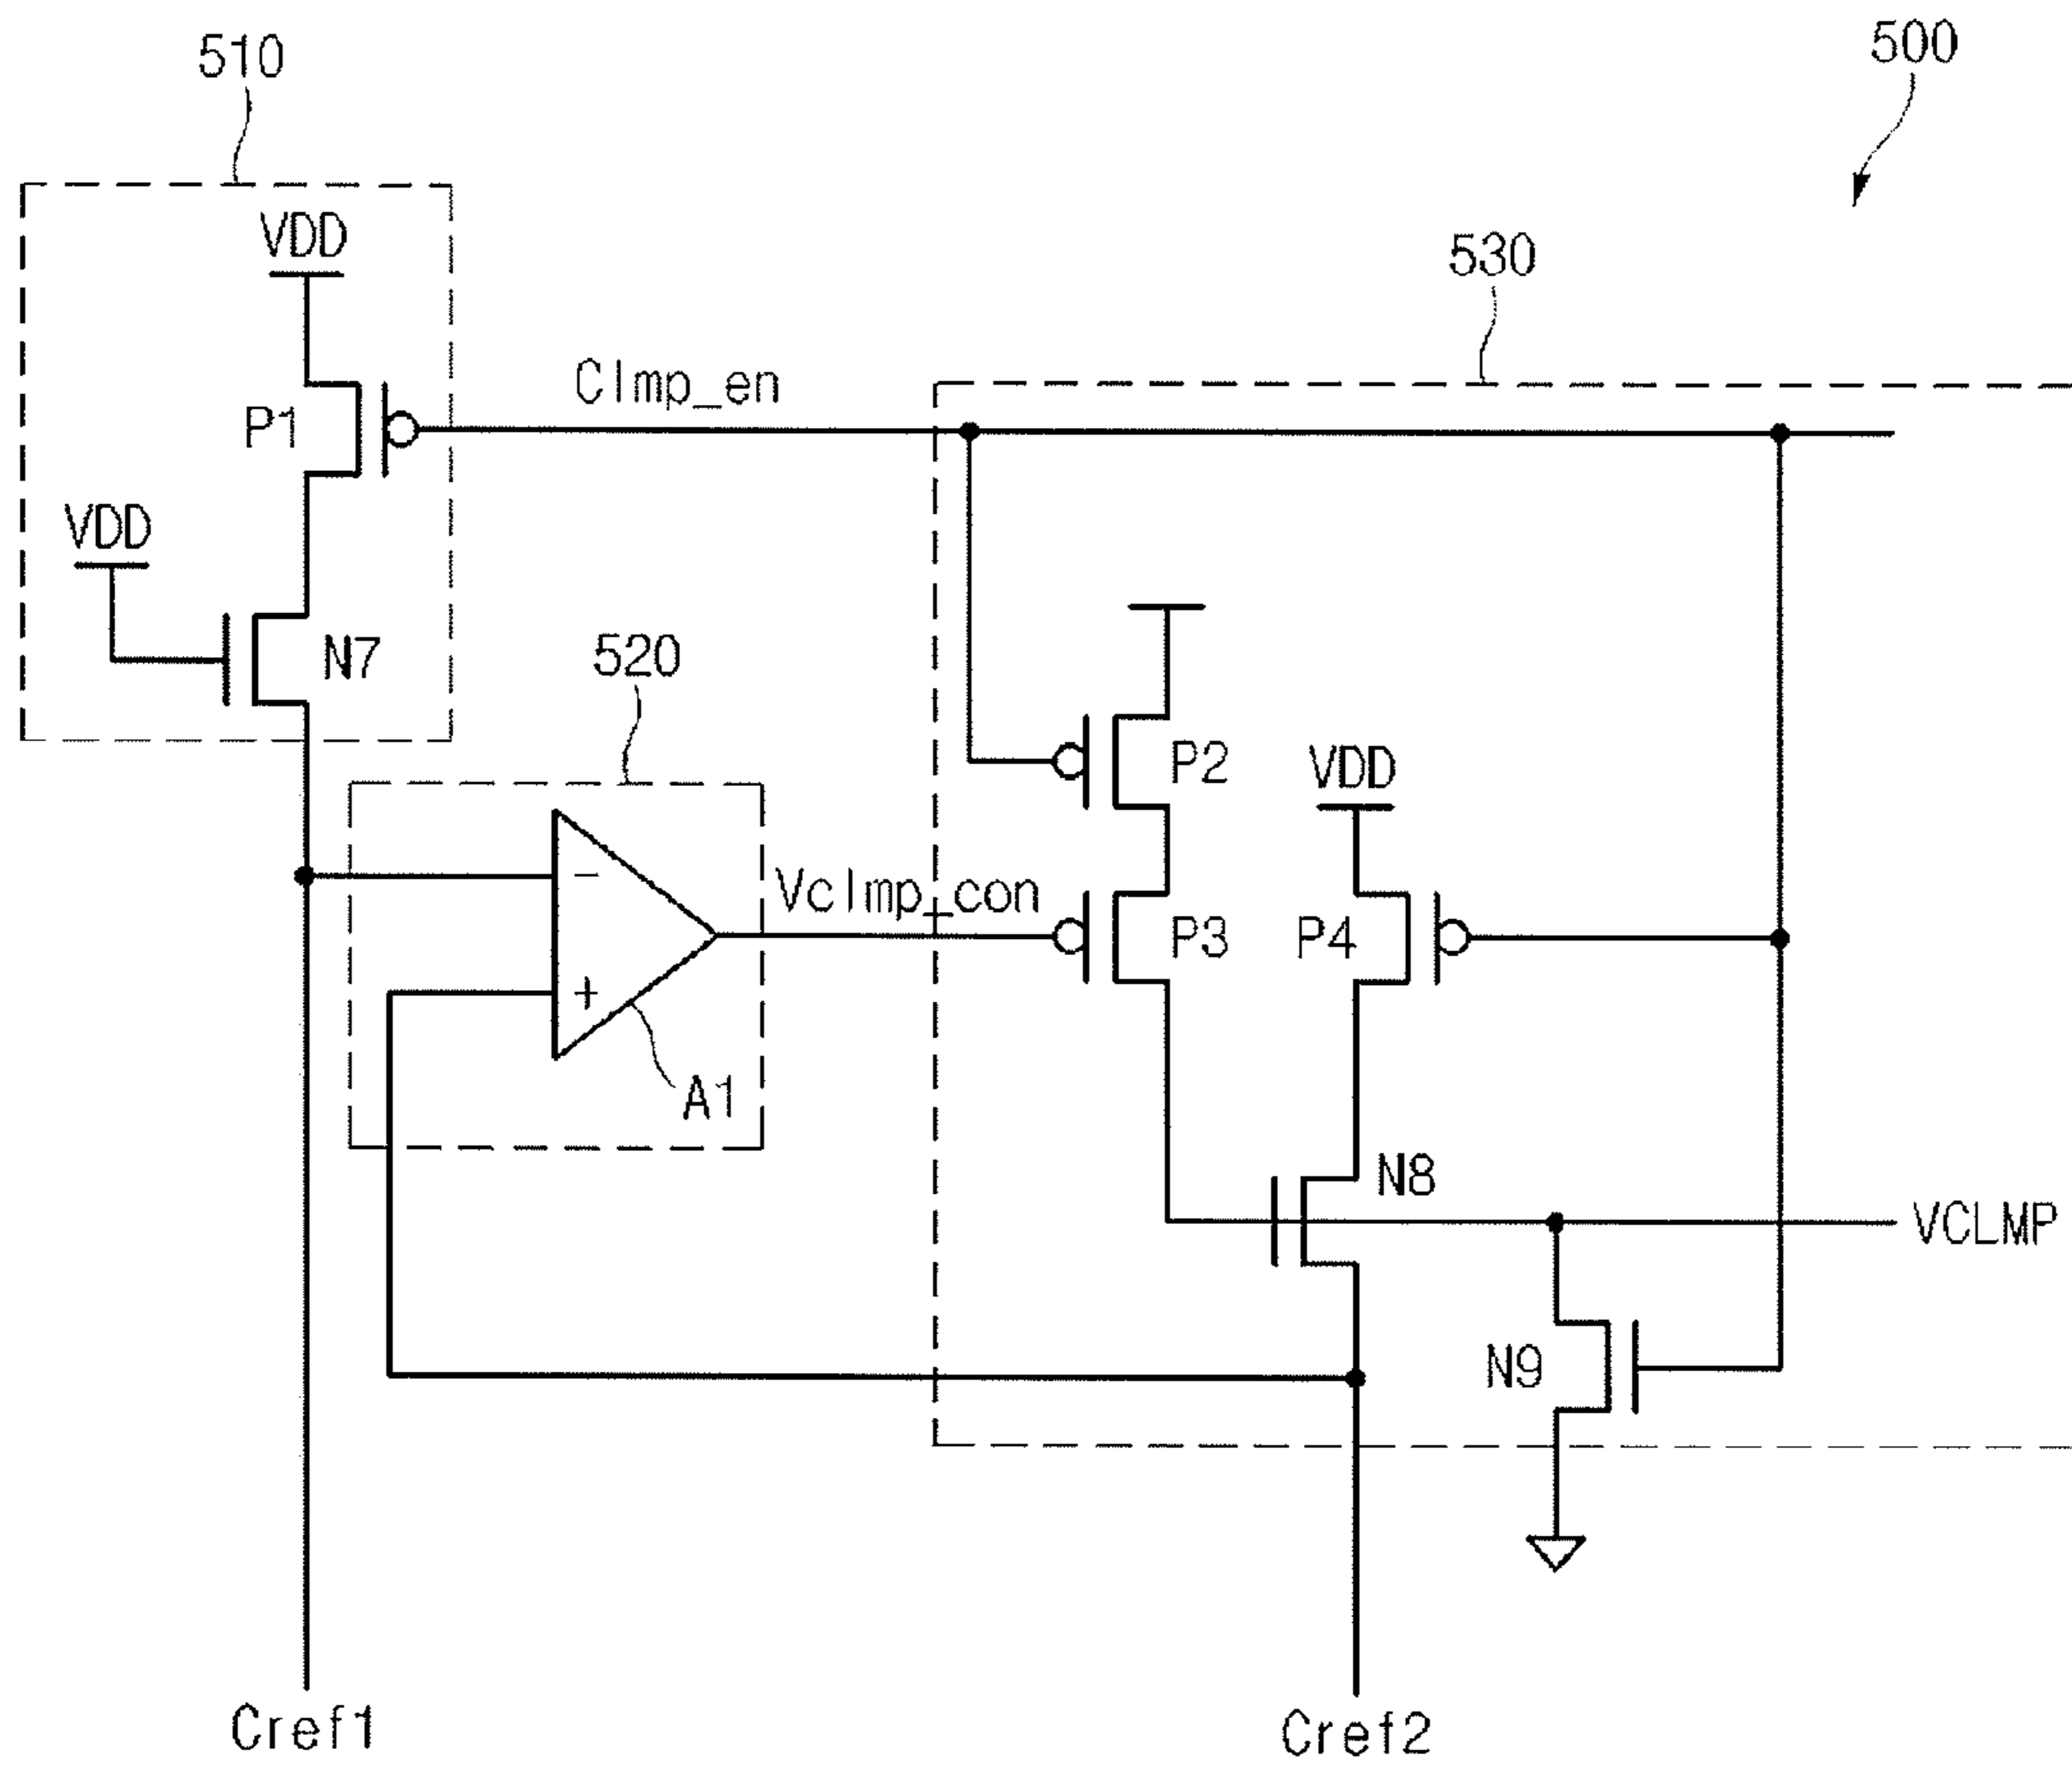 500
510
VDD
530
Clmp_en
P1
VDD
N7
520
P2
VDD
-
Vclmp_con
P3
P4
+
A1
N8
VCLMP
N9
Cref1
Cref2